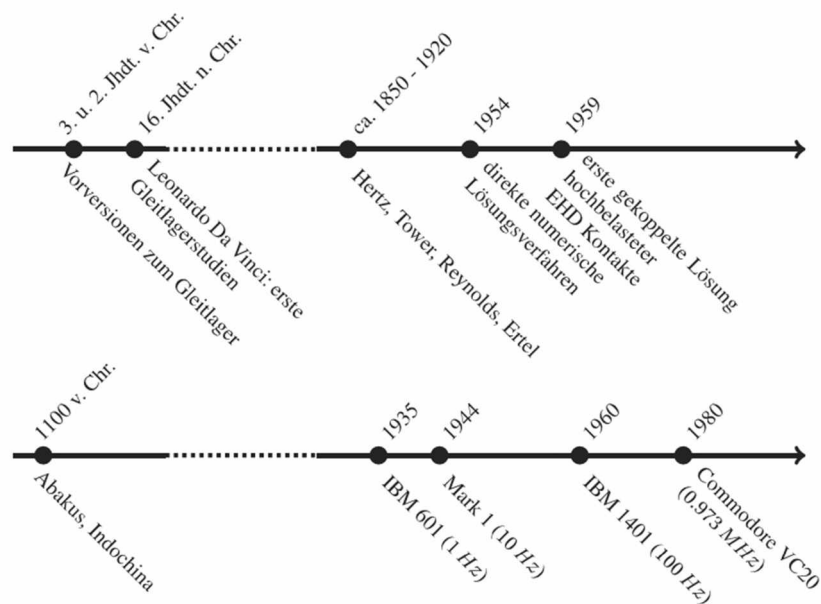 3. u. 2. Jhdt. v. Chr.
Vorversionen zum Gleitlager
16. Jhdt. n. Chr.
Leonardo Da Vinci: erste
Gleitlagerstudien
ca. 1850 - 1920
Hertz, Tower, Reynolds, Ertel
1954
direkte numerische
Lösungsverfahren
1959
erste gekoppelte Lösung
hochbelasteter
EHD Kontakte
1100 v. Chr.
Abakus, Indochina
1935
IBM 601 (1 Hz)
1944
Mark 1 (10 Hz)
1960
IBM 1401 (100 Hz)
1980
Commodore VC20
(0.973 MHz)